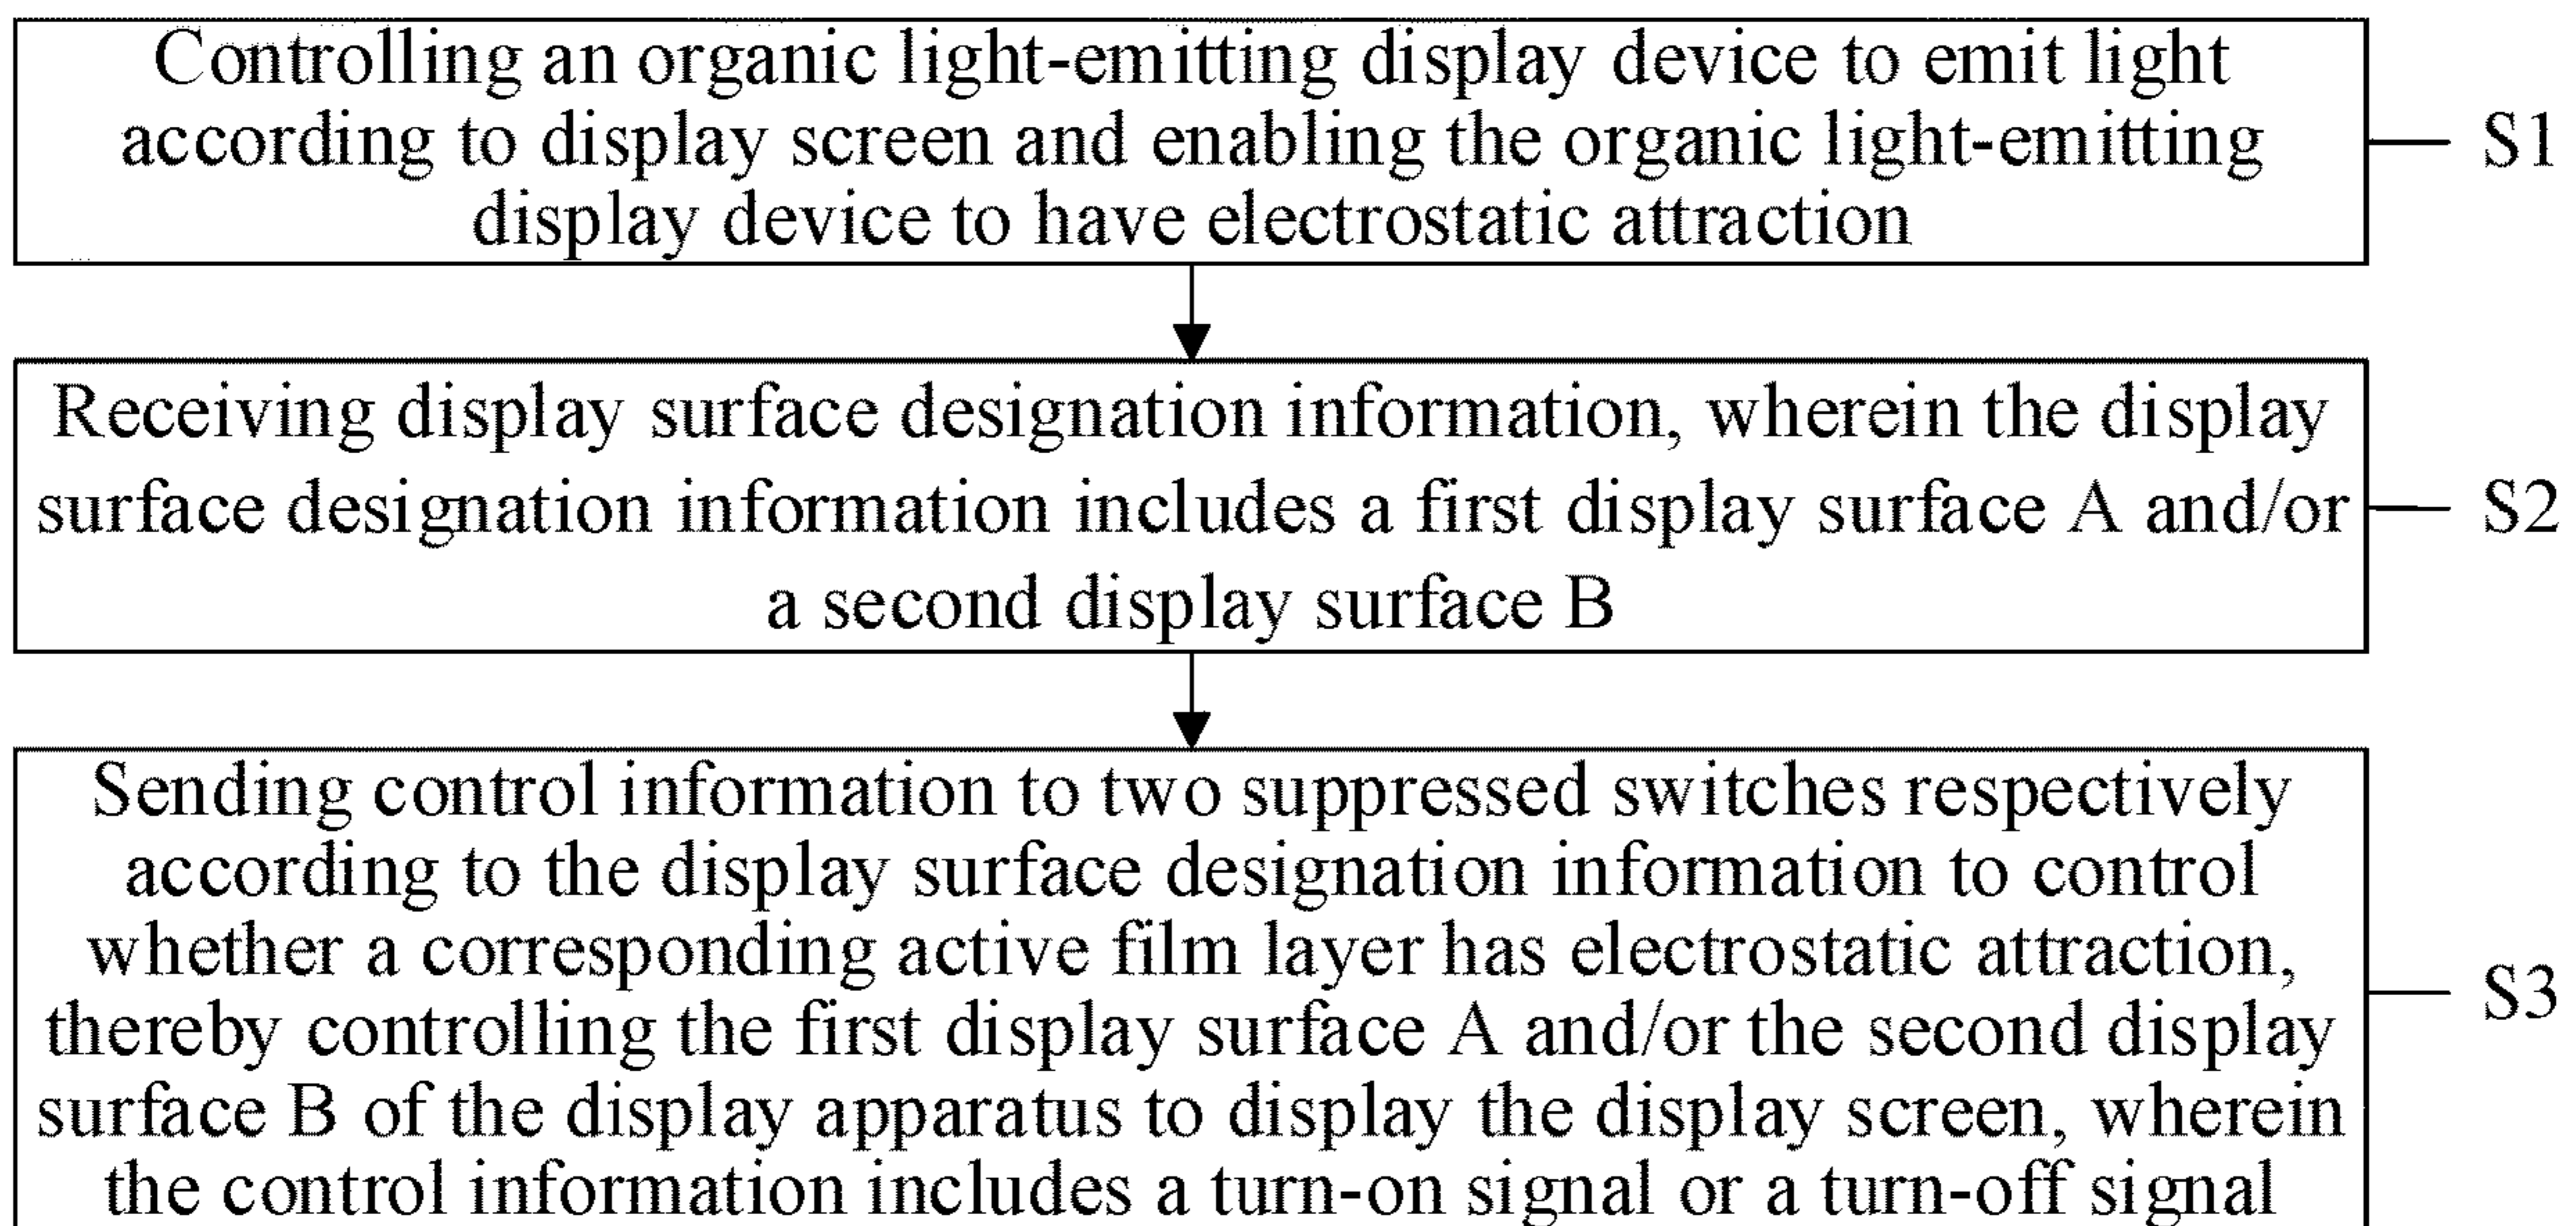 Controlling an organic light-emitting display device to emit light
according to display screen and enabling the organic light-emitting
display device to have electrostatic attraction
S1
Receiving display surface designation information, wherein the display
surface designation information includes a first display surface A and/or
a second display surface B
S2
Sending control information to two suppressed switches respectively
according to the display surface designation information to control
whether a corresponding active film layer has electrostatic attraction,
thereby controlling the first display surface A and/or the second display
surface B of the display apparatus to display the display screen, wherein
the control information includes a turn-on signal or a turn-off signal
S3